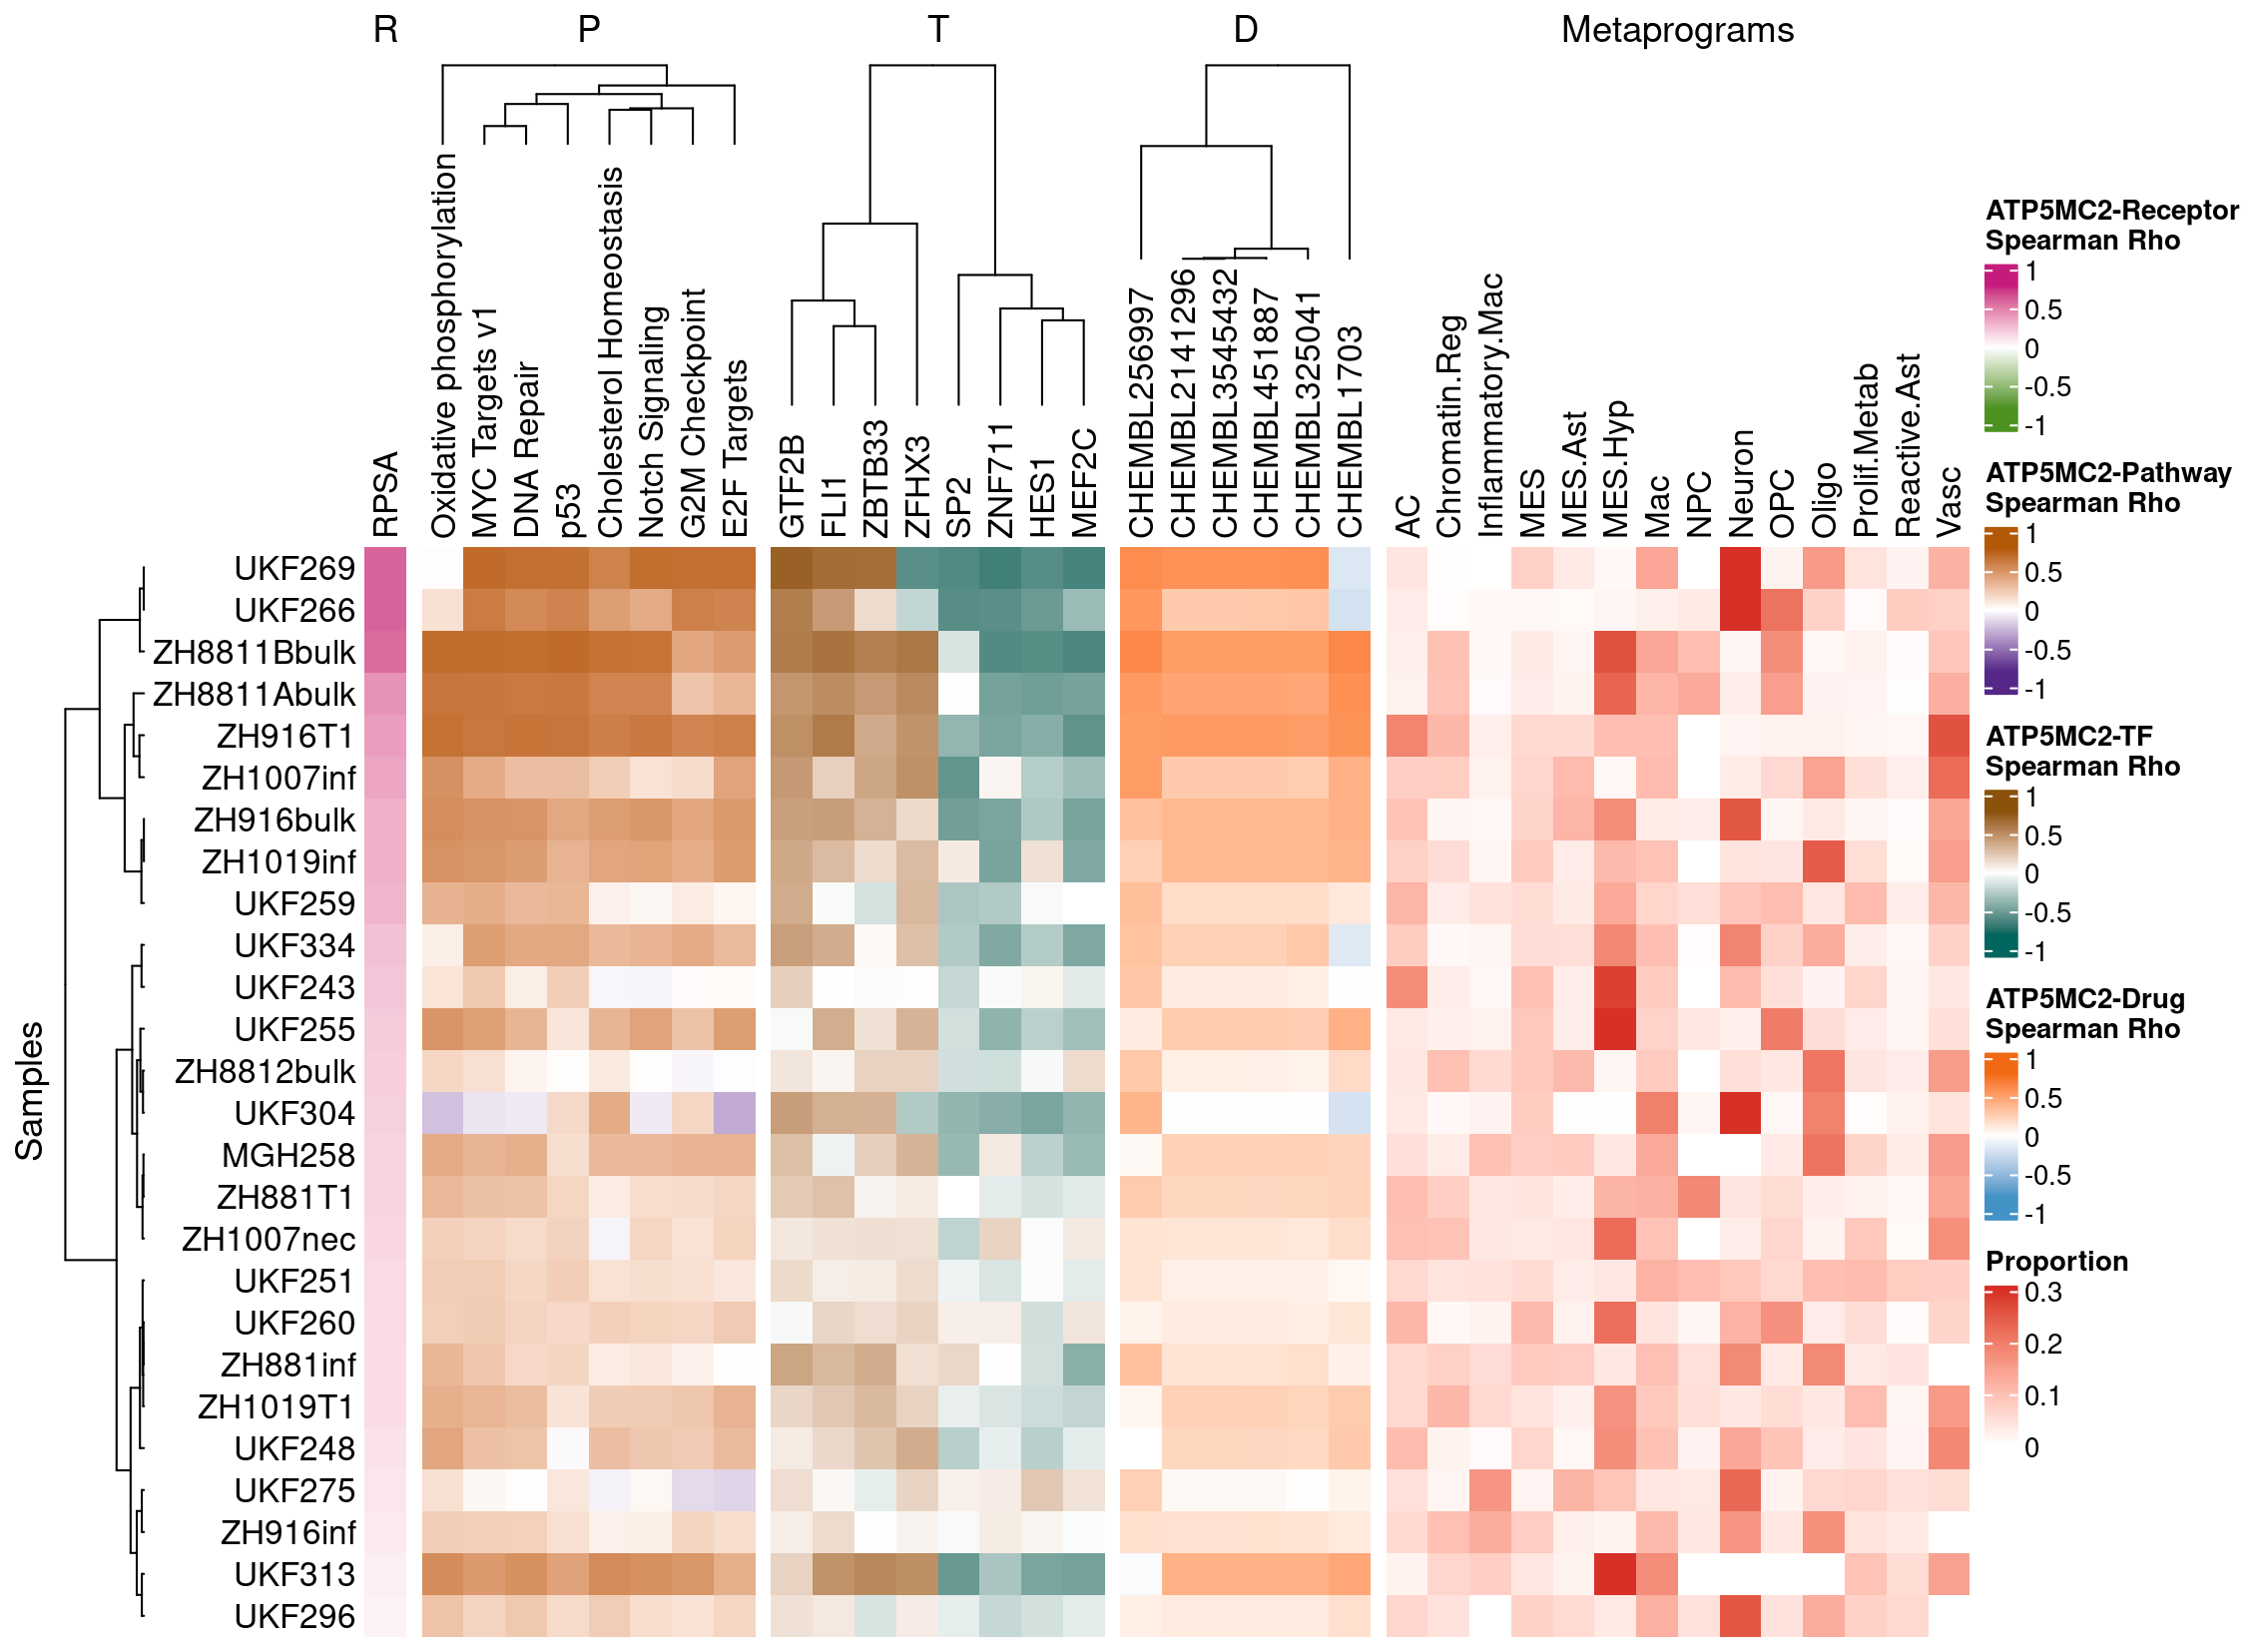 R
P
T
D
Metaprograms
Oxidative phosphorylation
MYC Targets v1
DNA Repair
p53
Cholesterol Homeostasis
Notch Signaling
G2M Checkpoint
E2F Targets
RPSA
GTF2B
FLI1
ZBTB33
ZFHX3
SP2
ZNF711
HES1
MEF2C
CHEMBL256997
CHEMBL2141296
CHEMBL3545432
CHEMBL451887
CHEMBL325041
CHEMBL1703
AC
Chromatin.Reg
Inflammatory.Mac
MES
MES.Ast
MES.Hyp
Mac
NPC
Neuron
OPC
Oligo
Prolif.Metab
Reactive.Ast
Vasc
Samples
UKF269
UKF266
ZH8811Bbulk
ZH8811Abulk
ZH916T1
ZH1007inf
ZH916bulk
ZH1019inf
UKF259
UKF334
UKF243
UKF255
ZH8812bulk
UKF304
MGH258
ZH881T1
ZH1007nec
UKF251
UKF260
ZH881inf
ZH1019T1
UKF248
UKF275
ZH916inf
UKF313
UKF296
ATP5MC2-Receptor
Spearman Rho
1
0.5
0
-0.5
-1
ATP5MC2-Pathway
Spearman Rho
1
0.5
0
-0.5
-1
ATP5MC2-TF
Spearman Rho
1
0.5
0
-0.5
-1
ATP5MC2-Drug
Spearman Rho
1
0.5
0
-0.5
-1
Proportion
0.3
0.2
0.1
0